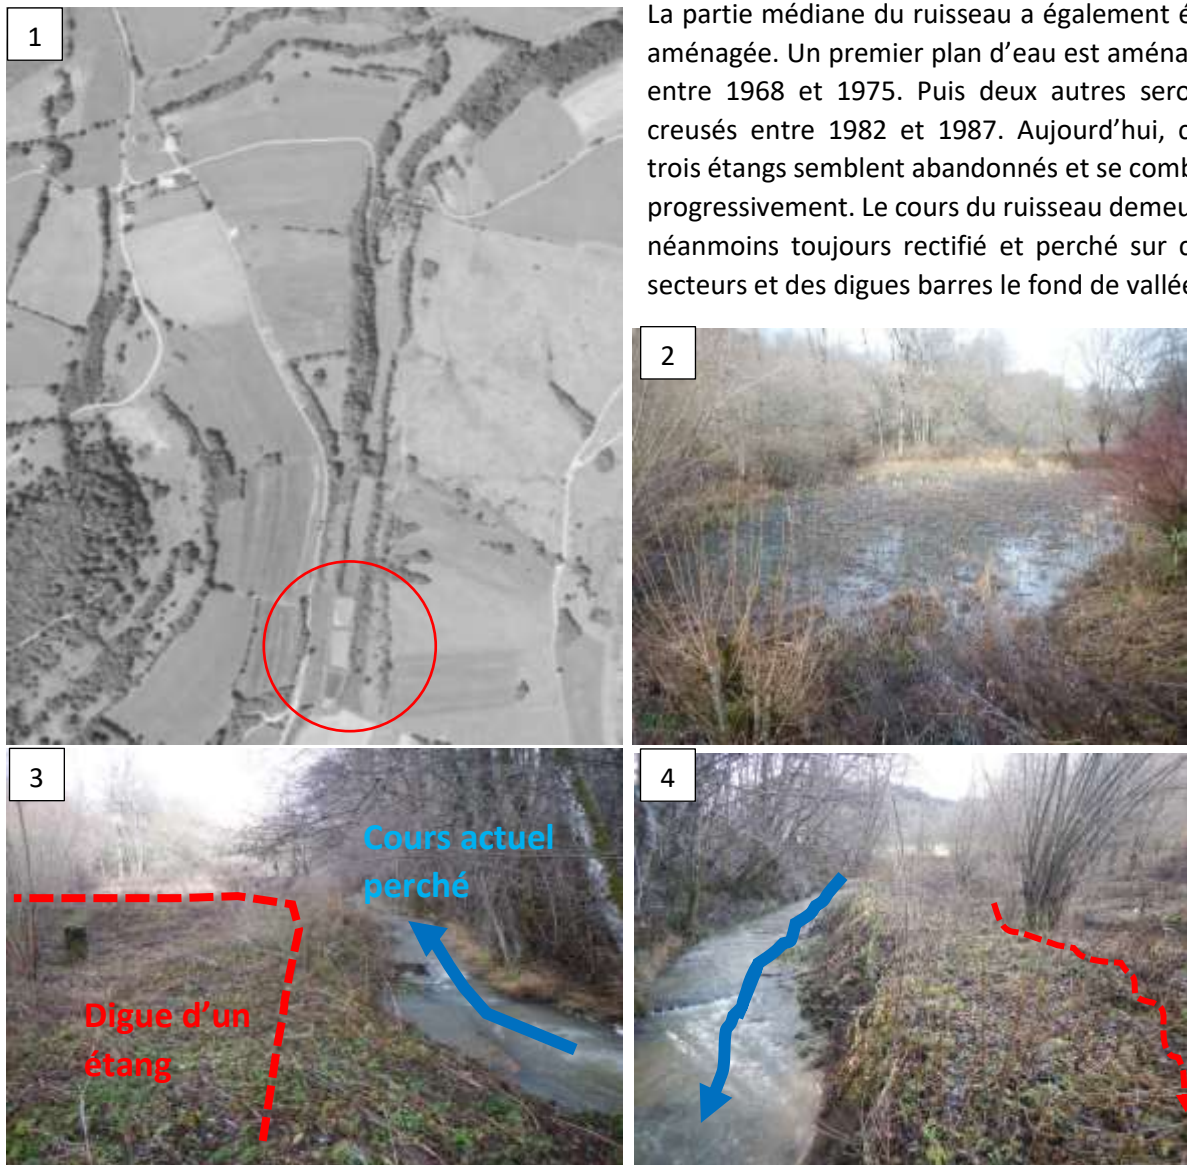 1
La partie médiane du ruisseau a également é
aménagée. Un premier plan d’eau est aména
entre 1968 et 1975. Puis deux autres sero
creusés entre 1982 et 1987. Aujourd’hui, c
trois étangs semblent abandonnés et se comb
progressivement. Le cours du ruisseau demeu
néanmoins toujours rectifié et perché sur
secteurs et des digues barres le fond de vallée
2
3
Cours actuel
perché
Digue d’un
étang
4